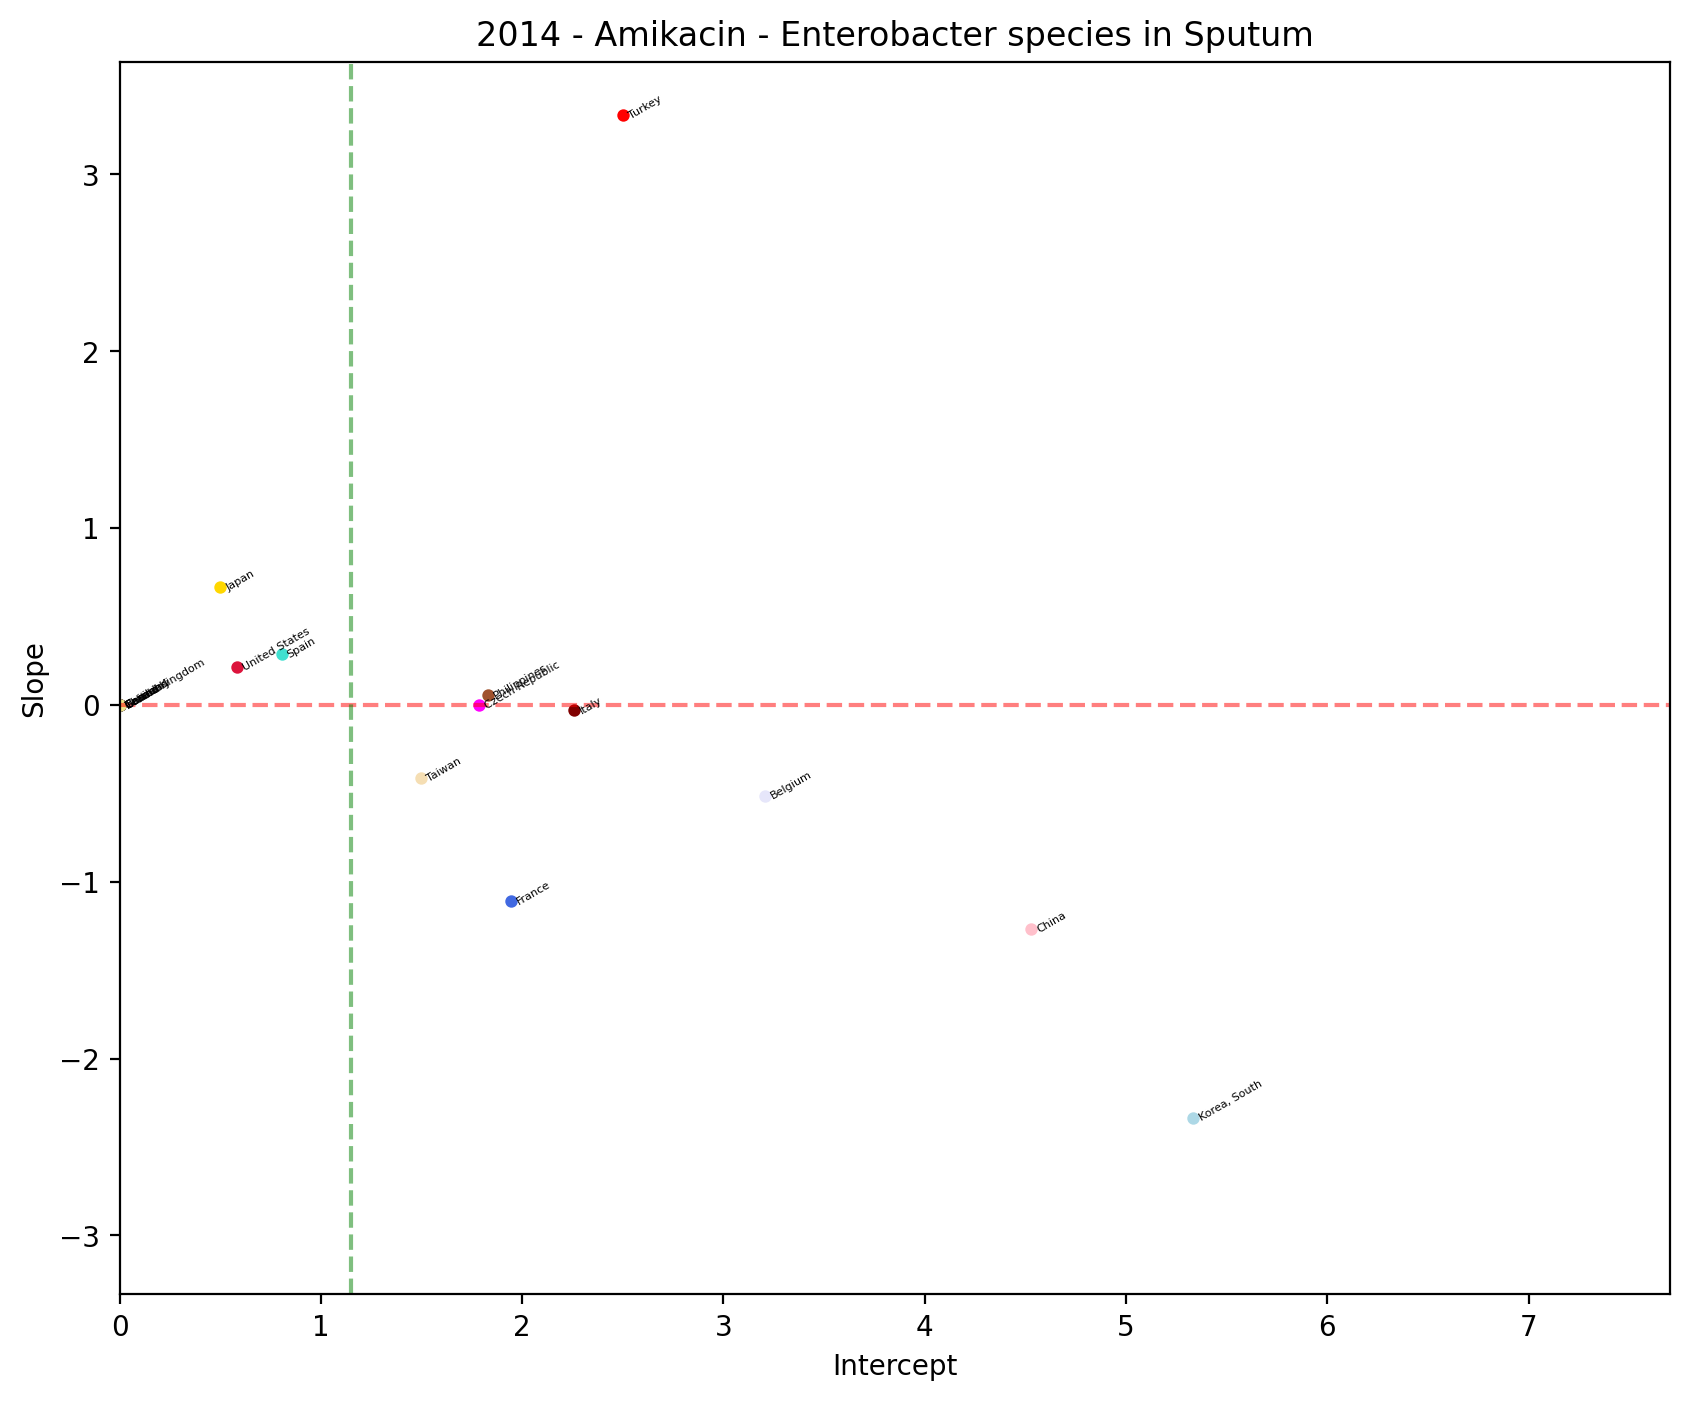 2014 - Amikacin - Enterobacter species in Sputum
Turkey
3
2
1
Japan
United States
Spain
Kingdom
Philippines
Czech Republic
0
Italy
Taiwan
Belgium
−1
France
China
−2
Korea, South
−3
Slope
0 1 2 3 4 5 6 7
Intercept